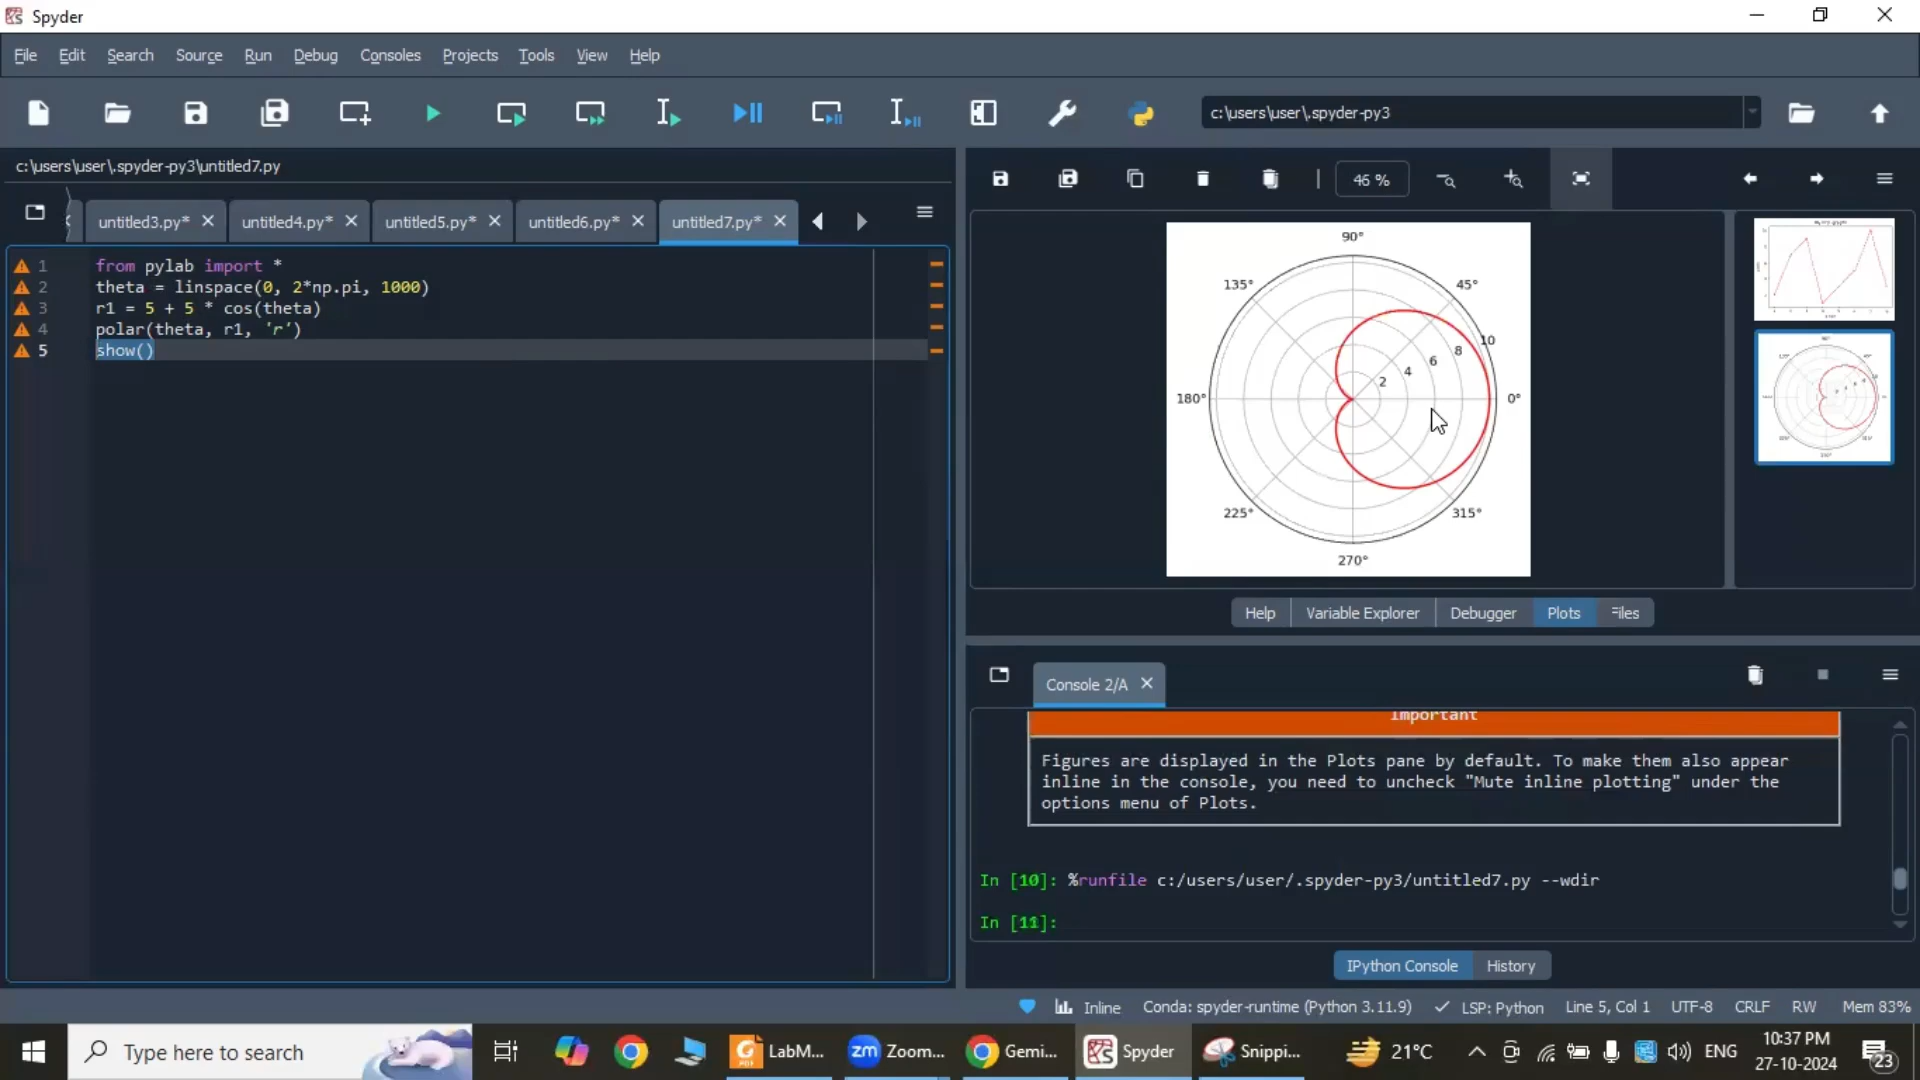 Spyder
File Edit Search Source Run Debug Consoles Projects Tools View Help
c:\users\user\.spyder-py3
c:\users\user\.spyder-py3\untitled7.py
untitled3.py* untitled4.py* untitled5.py* untitled6.py* untitled7.py*
1 from pylab import *
2 theta = linspace(0, 2*np.pi, 1000)
3 r1 = 5 + 5 * cos(theta)
4 polar(theta, r1, 'r')
5 show()
46 %
90°
135° 45°
10
8
6
4
2
180° 0°
225° 315°
270°
Help Variable Explorer Debugger Plots Files
Console 2/A
Important
Figures are displayed in the Plots pane by default. To make them also appear
inline in the console, you need to uncheck "Mute inline plotting" under the
options menu of Plots.
In [10]: %runfile c:/users/user/.spyder-py3/untitled7.py --wdir
In [11]:
IPython Console History
Inline Conda: spyder-runtime (Python 3.11.9) LSP: Python Line 5, Col 1 UTF-8 CRLF RW Mem 83%
Type here to search
LabM... zm Zoom... Gemi... Spyder Snippi... 21°C ENG
10:37 PM
27-10-2024
23